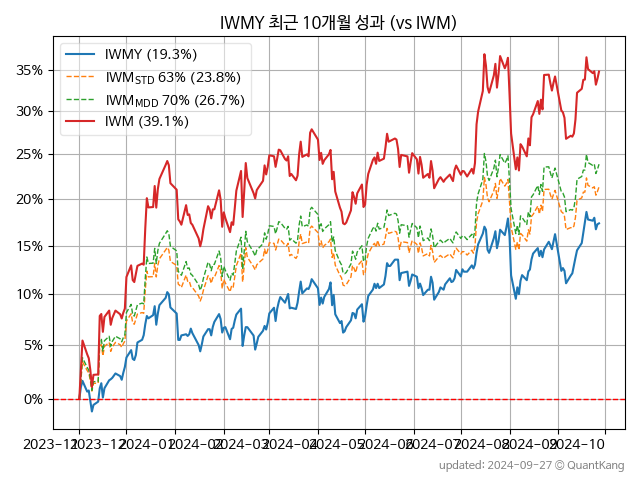 IWMY 최근 10개월 성과 (vs IWM)
IWMY (19.3%)
IWM_STD 63% (23.8%)
IWM_MDD 70% (26.7%)
IWM (39.1%)
35%
30%
25%
20%
15%
10%
5%
0%
2023-11 2023-12 2024-01 2024-02 2024-03 2024-04 2024-05 2024-06 2024-07 2024-08 2024-09 2024-10
updated: 2024-09-27 © QuantKang